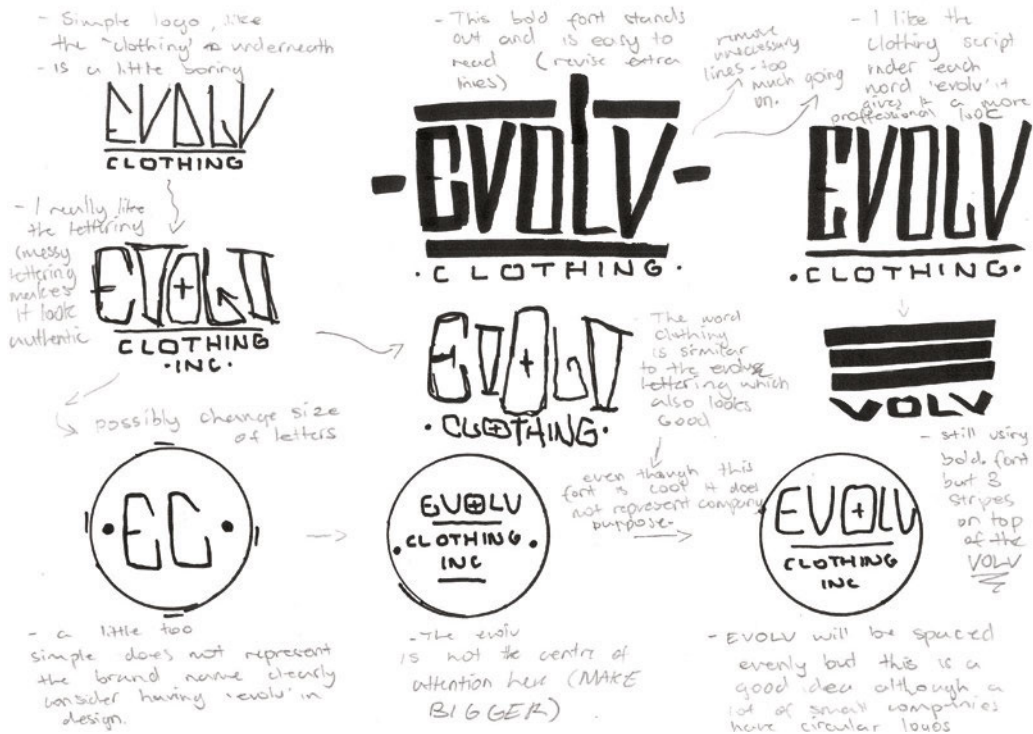 - Simple logo, like
the "clothing" underneath
- is a little boring
EVOLV
CLOTHING
- This bold font stands
out and is easy to
read (revise extra
lines)
remove
unnecessary
lines - too
much going
on.
EVOLV
· CLOTHING ·
- I like the
clothing script
under each
word 'evolv' it
gives it a more
proffessional look
EVOLV
· CLOTHING ·
- I really like
the lettering
(messy
lettering
makes
it look
authentic
EVOLV
CLOTHING
· INC ·
possibly change size
of letters
EVOLV
· CLOTHING ·
The word
clothing
is similar
to the
lettering which
also looks
Good
even though this
font is cool it does
not represent company
purpose.
VOLV
- still using
bold font
but 3
stripes
on top
of the
VOLV
· EC ·
- a little too
simple does not represent
the brand name clearly
consider having 'evolv' in
design.
EVOLV
· CLOTHING ·
INC
- The evolv
is not the centre of
attention here (MAKE
BIGGER)
EVOLV
CLOTHING
INC
- EVOLV will be spaced
evenly but this is a
good idea although a
lot of small companies
have circular logos